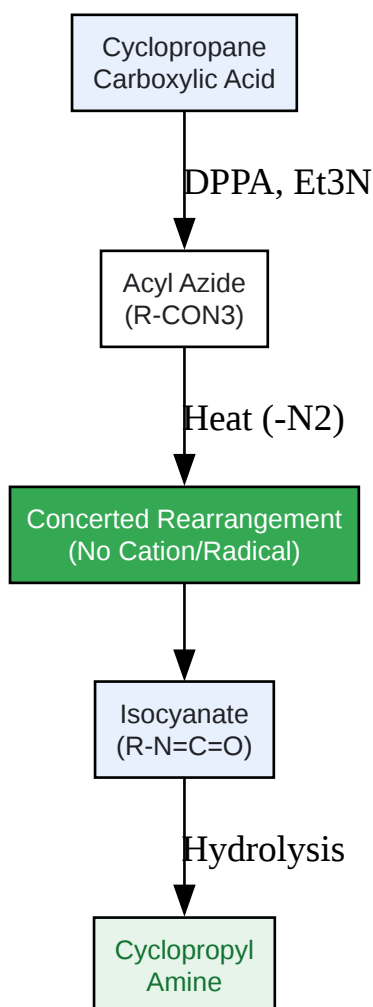 Cyclopropane
Carboxylic Acid
DPPA, Et3N
Acyl Azide
(R-CON3)
Heat (-N2)
Concerted Rearrangement
(No Cation/Radical)
Isocyanate
(R-N=C=O)
Hydrolysis
Cyclopropyl
Amine